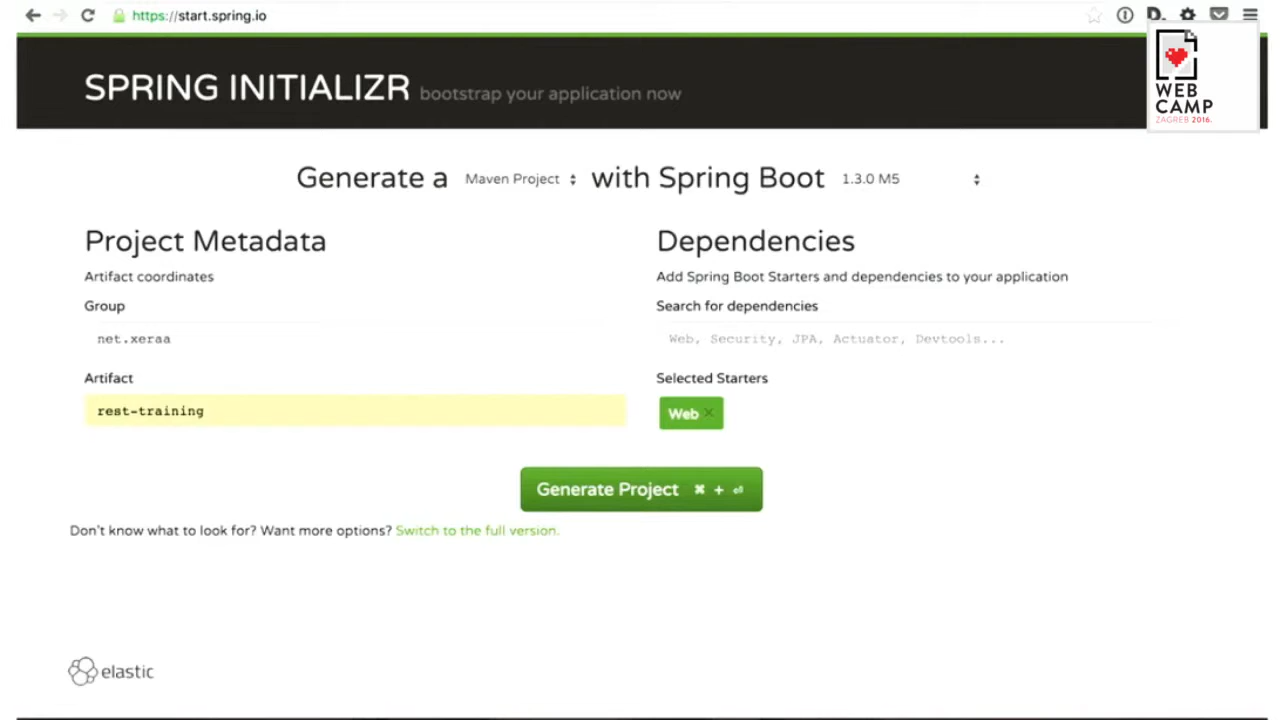 https://start.spring.io
WEB
CAMP
ZAGREB 2016.
SPRING INITIALIZR bootstrap your application now
Generate a Maven Project with Spring Boot 1.3.0 M5
Project Metadata
Artifact coordinates
Group
net.xeraa
Artifact
rest-training
Dependencies
Add Spring Boot Starters and dependencies to your application
Search for dependencies
Web, Security, JPA, Actuator, Devtools...
Selected Starters
Web ×
Generate Project ⌘ + ⏎
Don't know what to look for? Want more options? Switch to the full version.
elastic